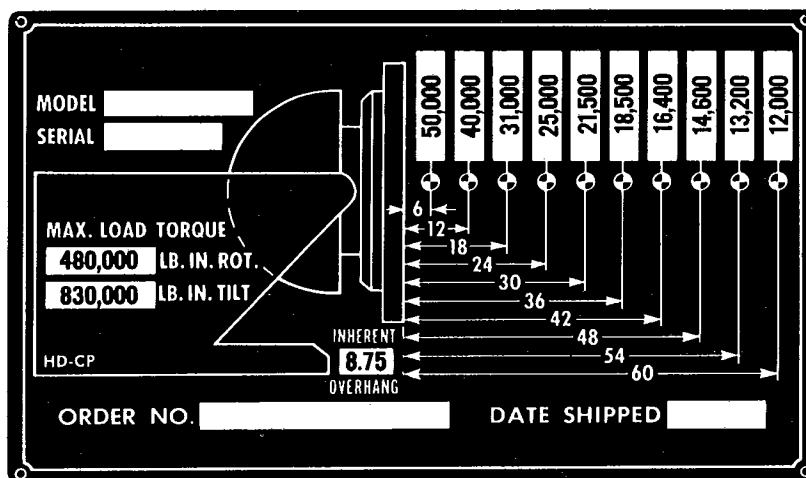 50,000 40,000 31,000 25,000 21,500 18,500 16,400 14,600 13,200 12,000
MODEL
SERIAL
6
12
18
24
30
36
42
48
54
60
MAX. LOAD TORQUE
480,000 LB. IN. ROT.
830,000 LB. IN. TILT
HD-CP
INHERENT
8.75
OVERHANG
ORDER NO.
DATE SHIPPED